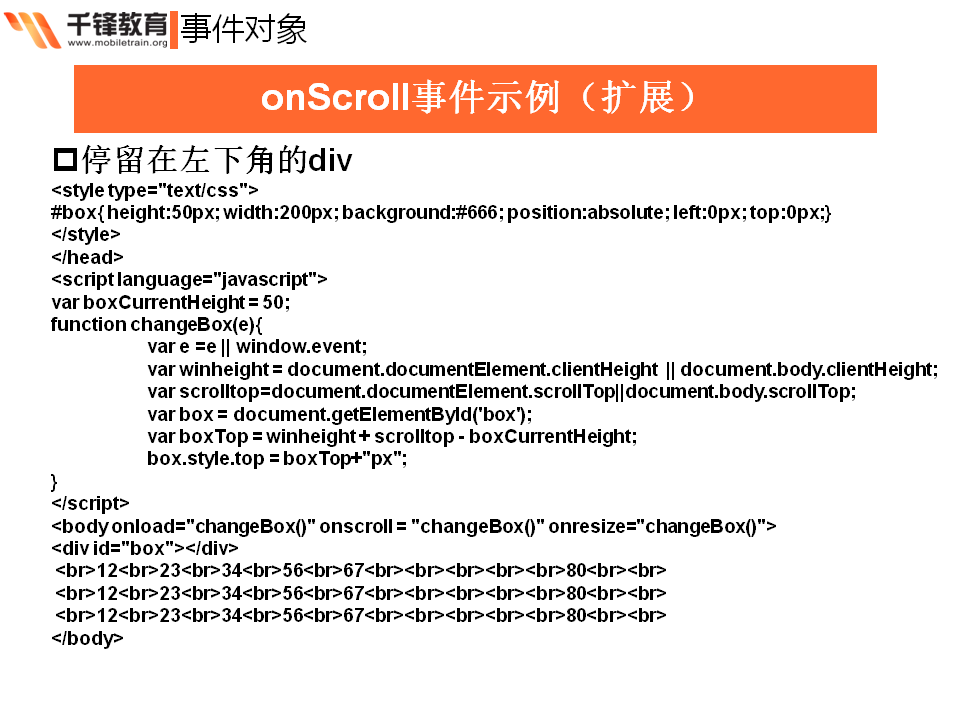 千锋教育
www.mobiletrain.org
事件对象
onScroll事件示例（扩展）
停留在左下角的div
<style type="text/css">
#box{ height:50px; width:200px; background:#666; position:absolute; left:0px; top:0px;}
</style>
</head>
<script language="javascript">
var boxCurrentHeight = 50;
function changeBox(e){
var e =e || window.event;
var winheight = document.documentElement.clientHeight || document.body.clientHeight;
var scrolltop=document.documentElement.scrollTop||document.body.scrollTop;
var box = document.getElementById('box');
var boxTop = winheight + scrolltop - boxCurrentHeight;
box.style.top = boxTop+"px";
}
</script>
<body onload="changeBox()" onscroll = "changeBox()" onresize="changeBox()">
<div id="box"></div>
<br>12<br>23<br>34<br>56<br>67<br><br><br><br><br>80<br><br>
<br>12<br>23<br>34<br>56<br>67<br><br><br><br><br>80<br><br>
<br>12<br>23<br>34<br>56<br>67<br><br><br><br><br>80<br><br>
</body>